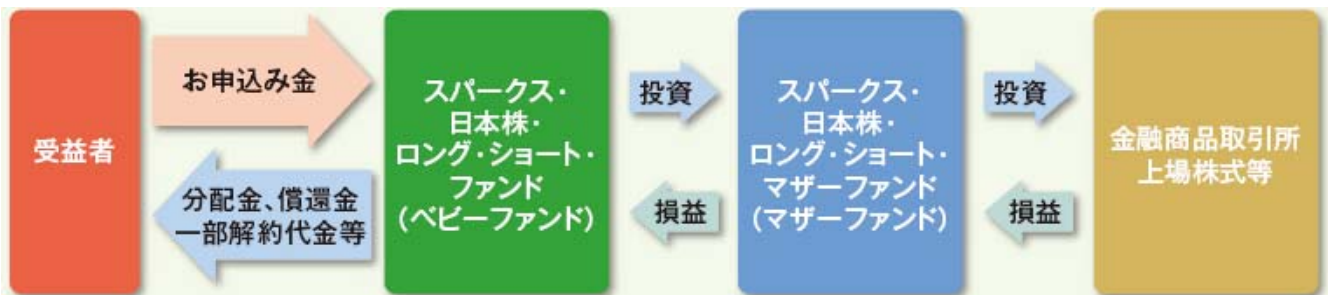 受益者
お申込み金
分配金、償還金
一部解約代金等
スパークス・
日本株・
ロング・ショート・
ファンド
(ベビーファンド)
投資
損益
スパークス・
日本株・
ロング・ショート・
マザーファンド
(マザーファンド)
投資
損益
金融商品取引所
上場株式等